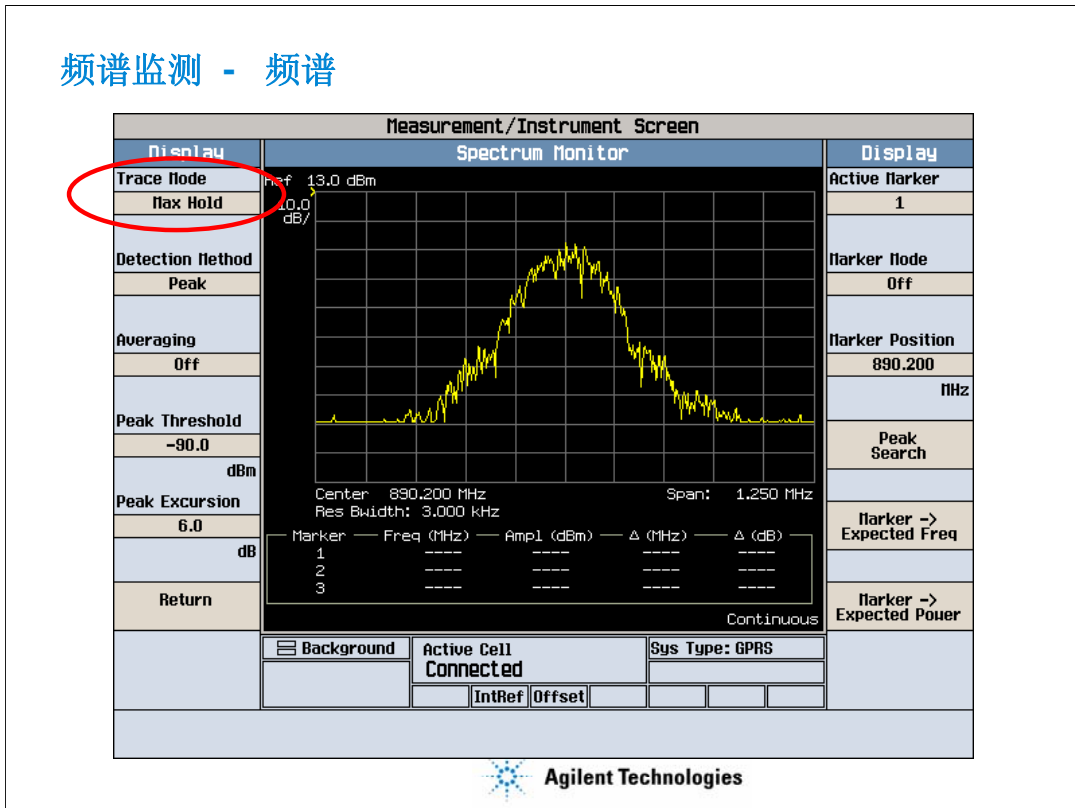 频谱监测 - 频谱
Measurement/Instrument Screen
Display
Spectrum Monitor
Display
Trace Mode
Max Hold
Detection Method
Peak
Averaging
Off
Peak Threshold
-90.0
dBm
Peak Excursion
6.0
dB
Return
Ref 13.0 dBm
10.0
dB/
Center 890.200 MHz
Span: 1.250 MHz
Res Bwidth: 3.000 kHz
Marker Freq (MHz) Ampl (dBm) Δ (MHz) Δ (dB)
1 ---- ---- ---- ----
2 ---- ---- ---- ----
3 ---- ---- ---- ----
Continuous
Active Marker
1
Marker Mode
Off
Marker Position
890.200
MHz
Peak
Search
Marker ->
Expected Freq
Marker ->
Expected Power
Background
Active Cell
Connected
Sys Type: GPRS
IntRef
Offset
Agilent Technologies